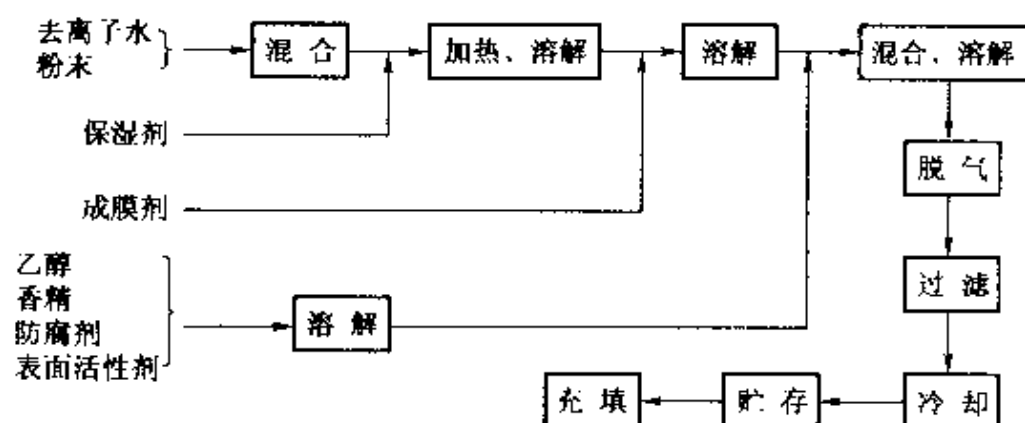 去离子水
粉末
混合
加热、溶解
溶解
混合、溶解
保湿剂
脱气
成膜剂
乙醇
香精
防腐剂
表面活性剂
溶解
过滤
充填
贮存
冷却